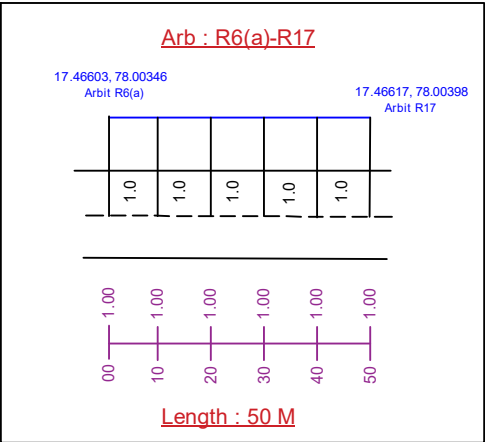 Arb : R6(a)-R17
17.46603, 78.00346
Arbit R6(a)
17.46617, 78.00398
Arbit R17
1.0 1.0 1.0 1.0 1.0
1.00 1.00 1.00 1.00 1.00 1.00
00 10 20 30 40 50
Length : 50 M